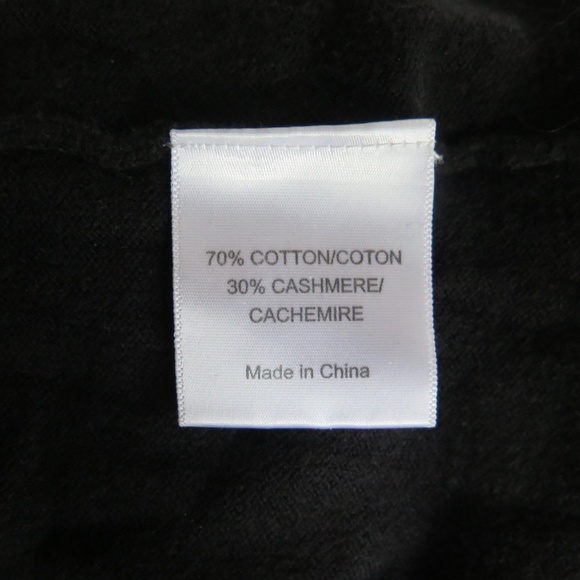 70% COTTON/COTON
30% CASHMERE/
CACHEMIRE
Made in China